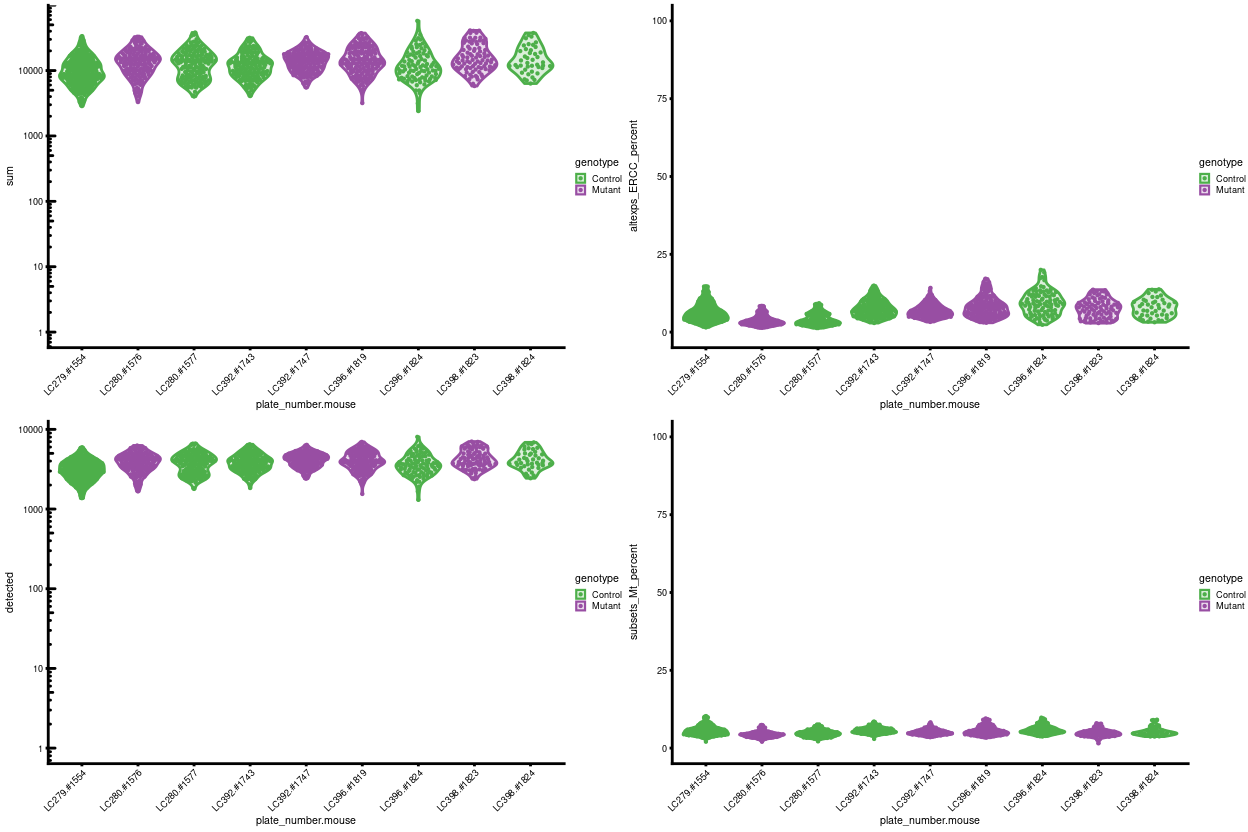 sum
10000
1000
100
10
1
LC279.#1554
LC280.#1576
LC280.#1577
LC392.#1743
LC392.#1747
LC396.#1819
LC396.#1824
LC398.#1823
LC398.#1824
plate_number.mouse
genotype
Control
Mutant
altexps_ERCC_percent
100
75
50
25
0
LC279.#1554
LC280.#1576
LC280.#1577
LC392.#1743
LC392.#1747
LC396.#1819
LC396.#1824
LC398.#1823
LC398.#1824
plate_number.mouse
genotype
Control
Mutant
detected
10000
1000
100
10
1
LC279.#1554
LC280.#1576
LC280.#1577
LC392.#1743
LC392.#1747
LC396.#1819
LC396.#1824
LC398.#1823
LC398.#1824
plate_number.mouse
genotype
Control
Mutant
subsets_Mt_percent
100
75
50
25
0
LC279.#1554
LC280.#1576
LC280.#1577
LC392.#1743
LC392.#1747
LC396.#1819
LC396.#1824
LC398.#1823
LC398.#1824
plate_number.mouse
genotype
Control
Mutant